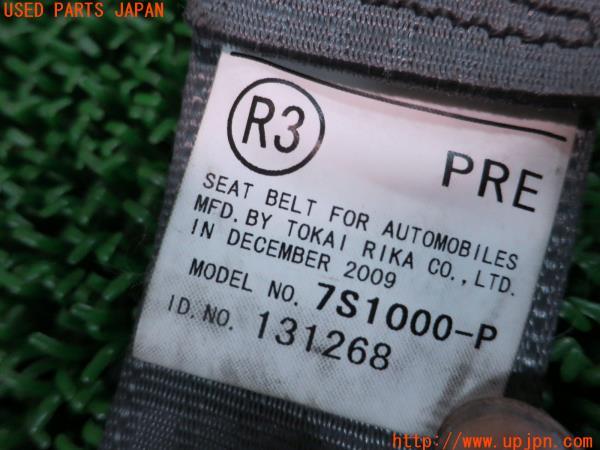 USED PARTS JAPAN
R3
PRE
SEAT BELT FOR AUTOMOBILES
MFD. BY TOKAI RIKA CO., LTD.
IN DECEMBER 2009
MODEL NO. 7S1000-P
ID. NO. 131268
http://www.upjpn.com/